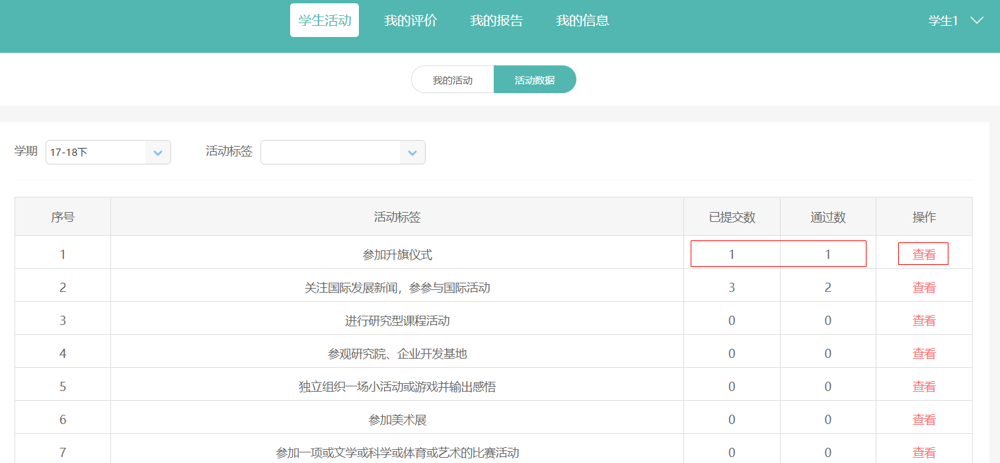 学生活动 我的评价 我的报告 我的信息 学生1
我的活动 活动数据
学期 17-18下 活动标签
序号 活动标签 已提交数 通过数 操作
1 参加升旗仪式 1 1 查看
2 关注国际发展新闻，参参与国际活动 3 2 查看
3 进行研究型课程活动 0 0 查看
4 参观研究院、企业开发基地 0 0 查看
5 独立组织一场小活动或游戏并输出感悟 0 0 查看
6 参加美术展 0 0 查看
7 参加一项或文学或科学或体育或艺术的比赛活动 0 0 查看